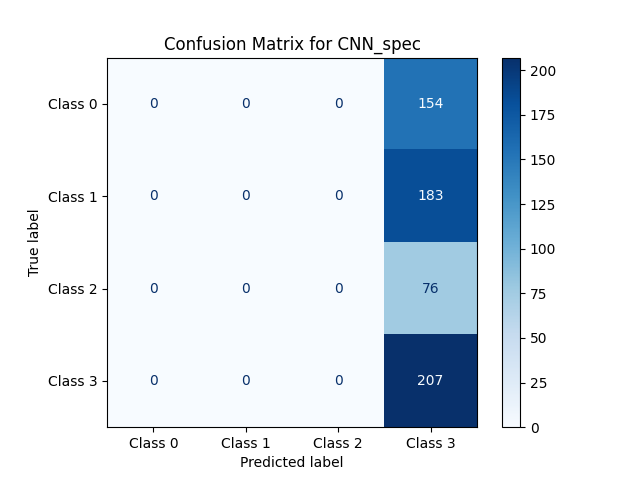 Confusion Matrix for CNN_spec
True label
Class 0 0 0 0 154
Class 1 0 0 0 183
Class 2 0 0 0 76
Class 3 0 0 0 207
Class 0 Class 1 Class 2 Class 3
Predicted label
200
175
150
125
100
75
50
25
0